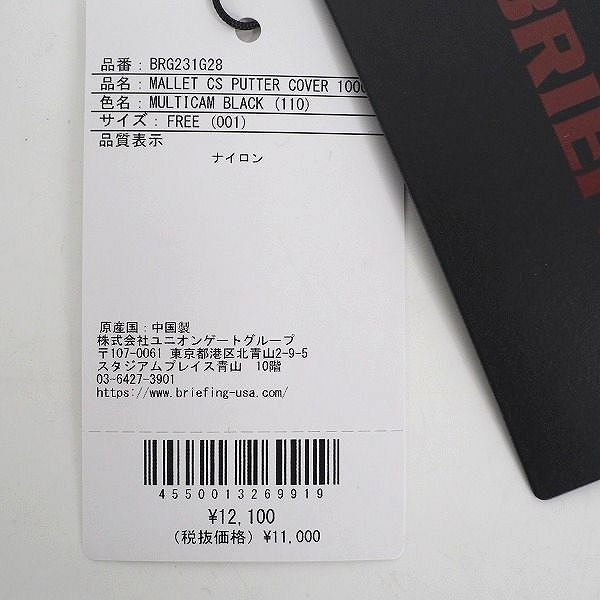 品番：BRG231G28
品名：MALLET CS PUTTER COVER 1000
色名：MULTICAM BLACK (110)
サイズ：FREE (001)
品質表示
ナイロン
原産国：中国製
株式会社ユニオンゲートグループ
〒107-0061 東京都港区北青山2-9-5
スタジアムプレイス青山 10階
03-6427-3901
https://www.briefing-usa.com/
4550013269919
¥12,100
(税抜価格) ¥11,000
BRIEF